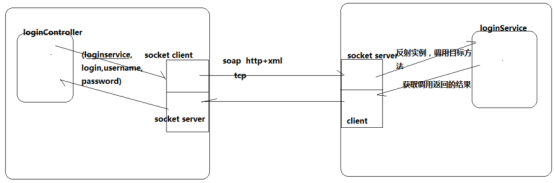 loginController
(loginservice,
login,username,
password)
socket client
socket server
soap http+xml
tcp
socket server
client
反射实例，调用目标方
法
获取调用返回的结果
loginService